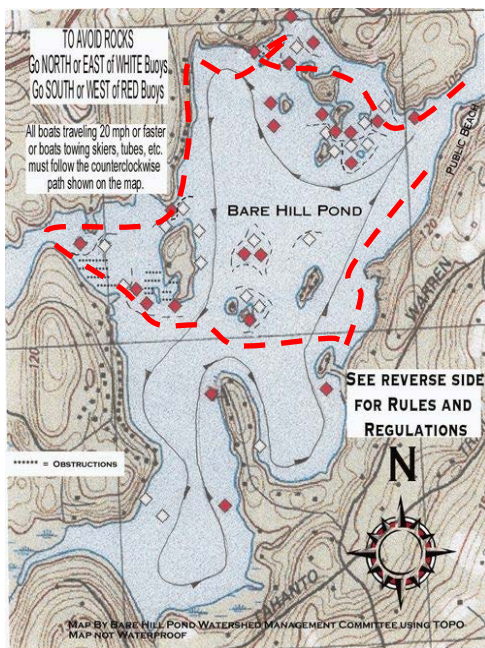 TO AVOID ROCKS
Go NORTH or EAST of WHITE Buoys
Go SOUTH or WEST of RED Buoys
All boats traveling 20 mph or faster
or boats towing skiers, tubes, etc.
must follow the counterclockwise
path shown on the map.
PUBLIC BEACH
BARE HILL POND
120
120
SEE REVERSE SIDE
FOR RULES AND
REGULATIONS
****** = OBSTRUCTIONS
N
MAP BY BARE HILL POND WATERSHED MANAGEMENT COMMITTEE USING TOPO
MAP NOT WATERPROOF